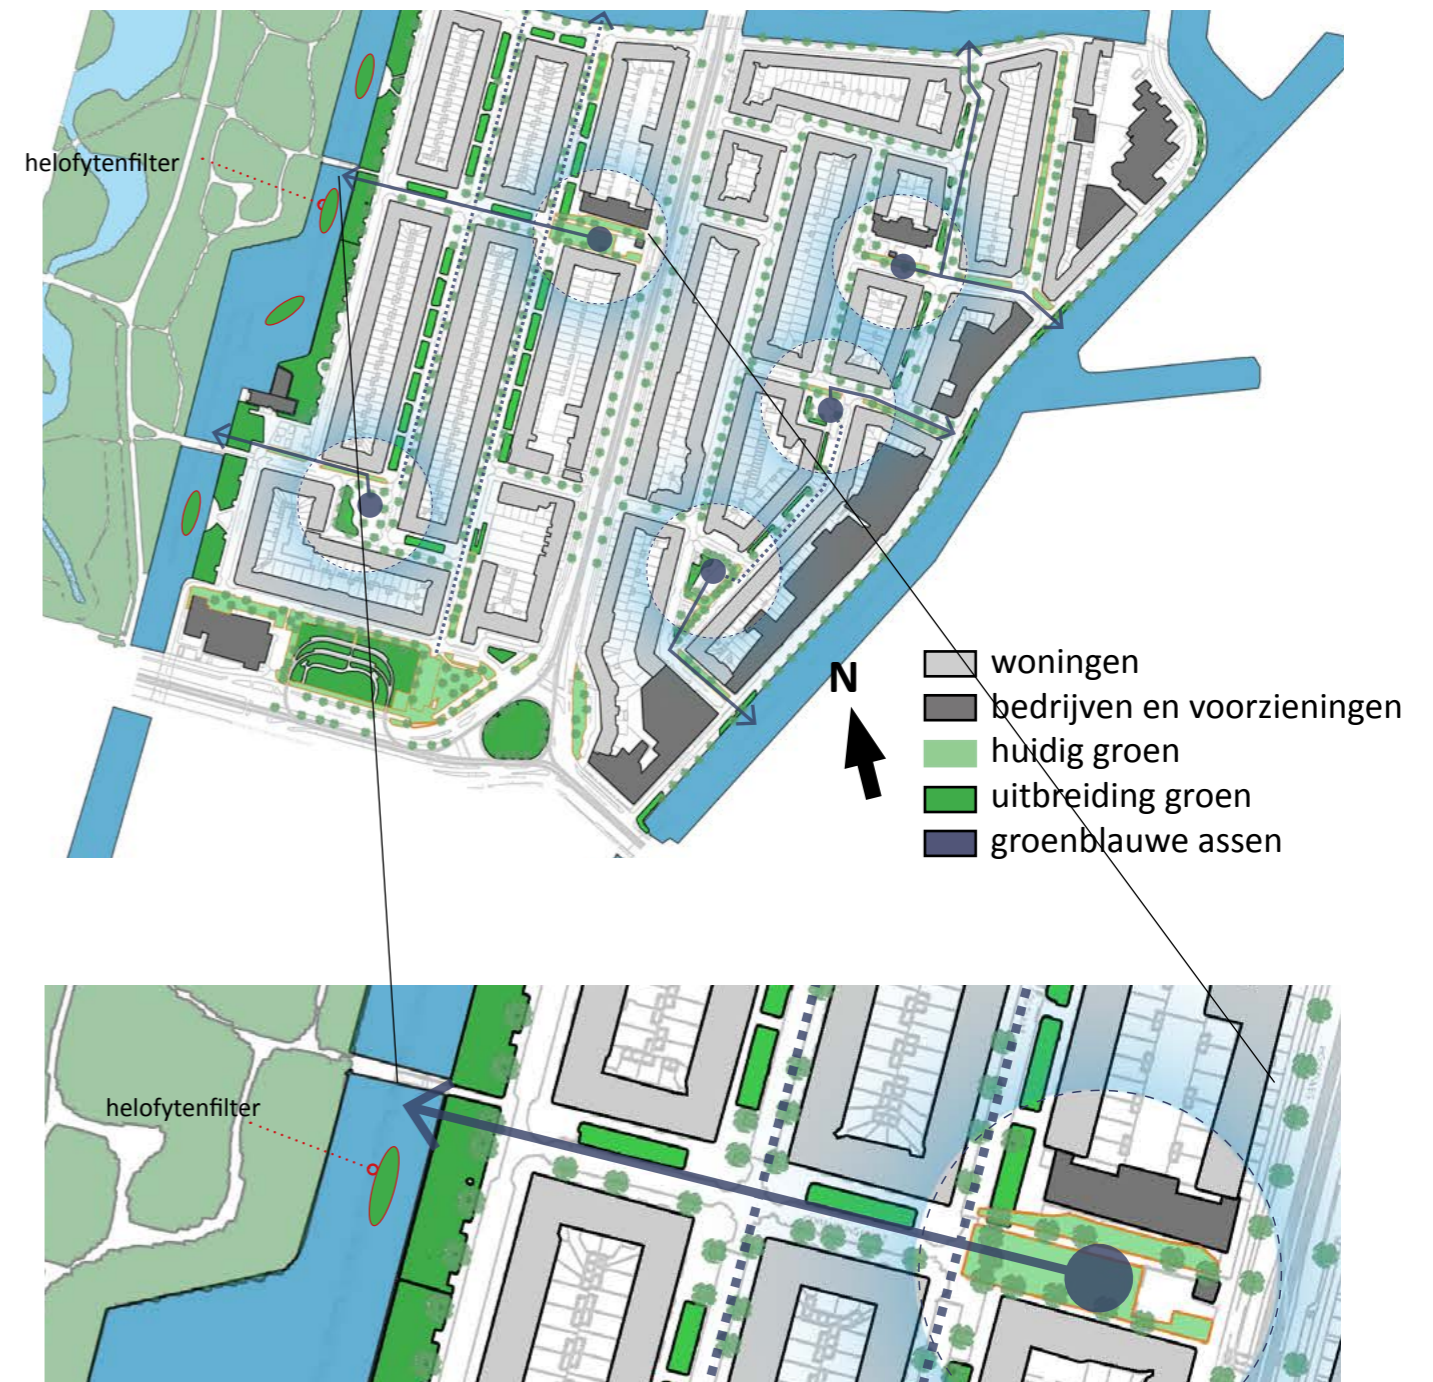 helofytenfilter
N
woningen
bedrijven en voorzieningen
huidig groen
uitbreiding groen
groenblauwe assen
helofytenfilter